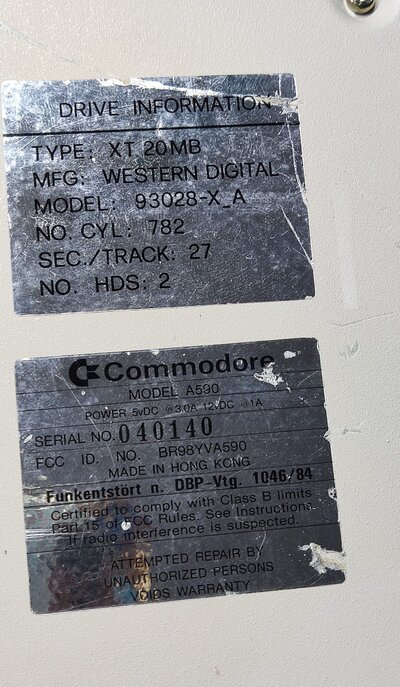 DRIVE INFORMATION
TYPE: XT 20MB
MFG: WESTERN DIGITAL
MODEL: 93028-X_A
NO. CYL: 782
SEC./TRACK: 27
NO. HDS: 2
Commodore
MODEL A590
POWER 5vDC @3.0A 12VDC @1A
SERIAL NO. 040140
FCC ID. NO. BR98YVA590
MADE IN HONG KONG
Funkentstört n. DBP-Vtg. 1046/84
Certified to comply with Class B limits
Part 15 of FCC Rules. See Instructions
If radio interference is suspected.
ATTEMPTED REPAIR BY
UNAUTHORIZED PERSONS
VOIDS WARRANTY